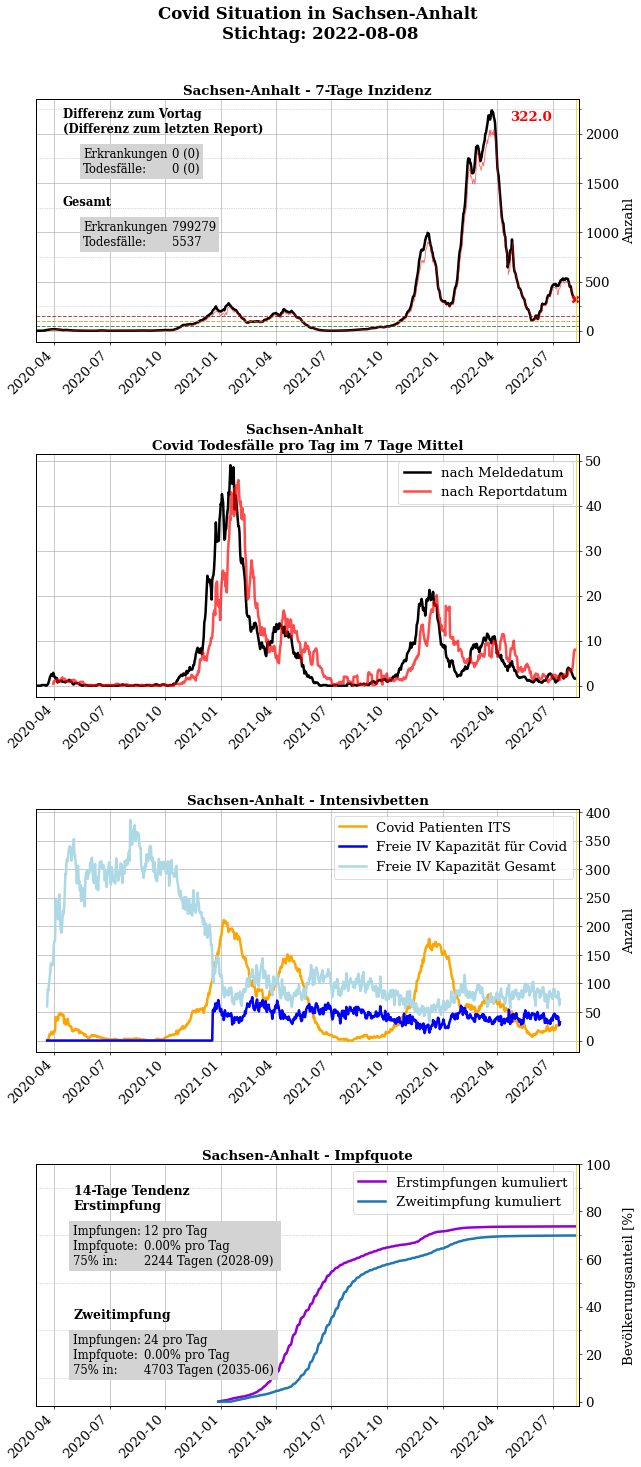 Covid Situation in Sachsen-Anhalt
Stichtag: 2022-08-08
Sachsen-Anhalt - 7-Tage Inzidenz
Differenz zum Vortag
(Differenz zum letzten Report)
Erkrankungen 0 (0)
Todesfälle: 0 (0)
Gesamt
Erkrankungen 799279
Todesfälle: 5537
322.0
2000
1500
1000
500
0
Anzahl
2020-04 2020-07 2020-10 2021-01 2021-04 2021-07 2021-10 2022-01 2022-04 2022-07
Sachsen-Anhalt
Covid Todesfälle pro Tag im 7 Tage Mittel
nach Meldedatum
nach Reportdatum
50
40
30
20
10
0
2020-04 2020-07 2020-10 2021-01 2021-04 2021-07 2021-10 2022-01 2022-04 2022-07
Sachsen-Anhalt - Intensivbetten
Covid Patienten ITS
Freie IV Kapazität für Covid
Freie IV Kapazität Gesamt
400
350
300
250
200
150
100
50
0
Anzahl
2020-04 2020-07 2020-10 2021-01 2021-04 2021-07 2021-10 2022-01 2022-04 2022-07
Sachsen-Anhalt - Impfquote
14-Tage Tendenz
Erstimpfung
Impfungen: 12 pro Tag
Impfquote: 0.00% pro Tag
75% in: 2244 Tagen (2028-09)
Zweitimpfung
Impfungen: 24 pro Tag
Impfquote: 0.00% pro Tag
75% in: 4703 Tagen (2035-06)
Erstimpfungen kumuliert
Zweitimpfung kumuliert
100
80
60
40
20
0
Bevölkerungsanteil [%]
2020-04 2020-07 2020-10 2021-01 2021-04 2021-07 2021-10 2022-01 2022-04 2022-07